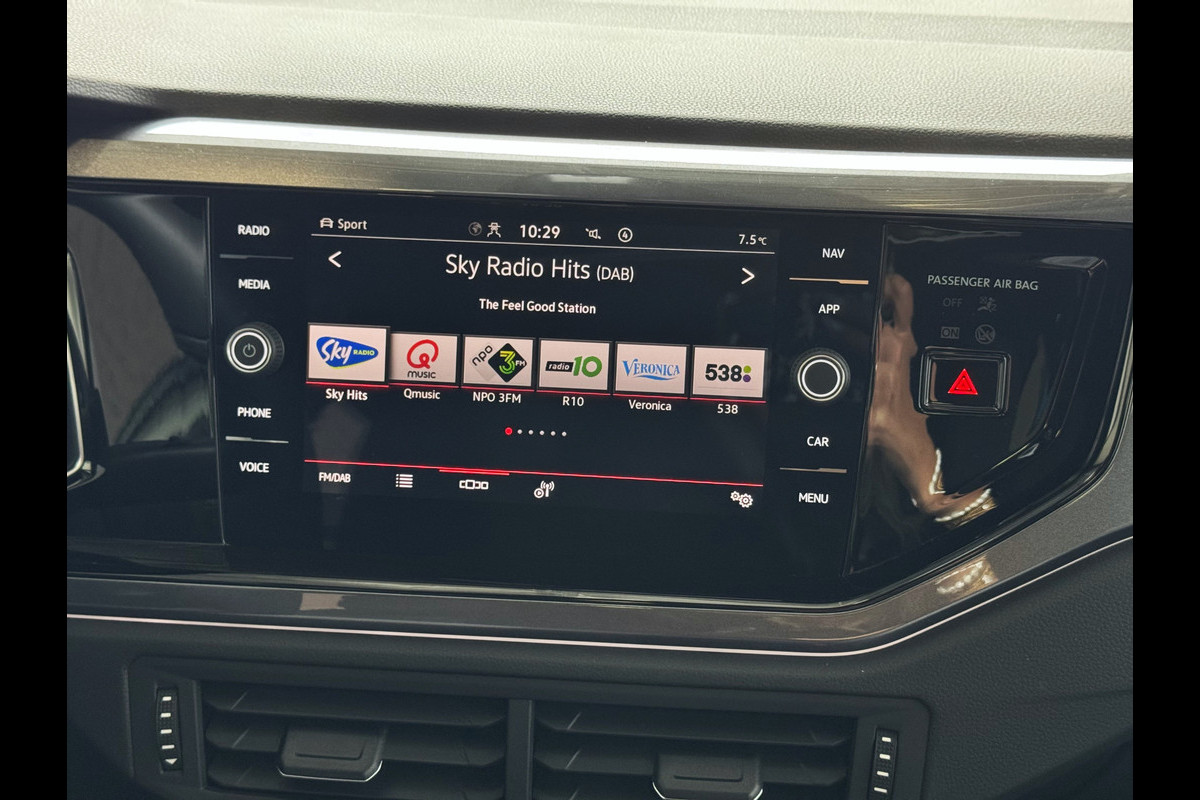 RADIO
MEDIA
PHONE
VOICE
Sport
10:29
4
7.5°C
Sky Radio Hits (DAB)
The Feel Good Station
Sky RADIO
Q MUSIC
npo 3FM
radio 10
VERONICA
538
Sky Hits
Qmusic
NPO 3FM
R10
Veronica
538
FM/DAB
NAV
APP
CAR
MENU
PASSENGER AIR BAG
OFF
ON